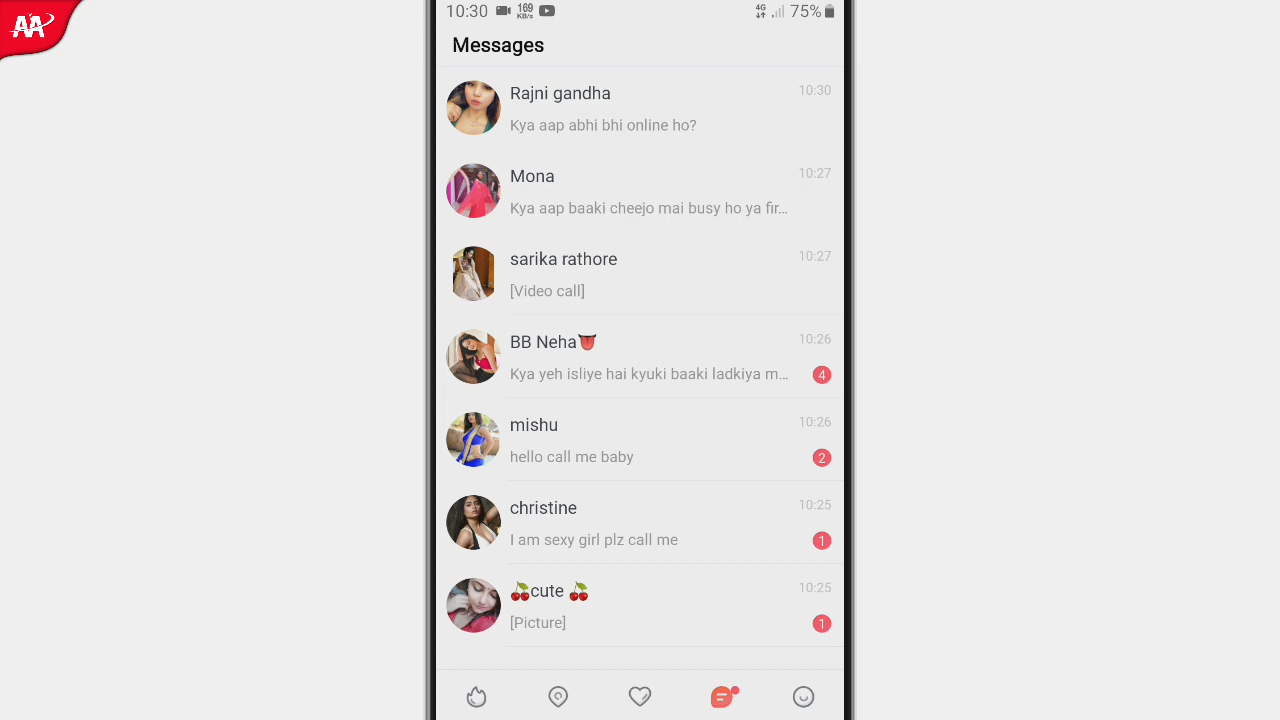 AA
10:30 169 KB/s 4G 75%
Messages
Rajni gandha 10:30
Kya aap abhi bhi online ho?
Mona 10:27
Kya aap baaki cheejo mai busy ho ya fir...
sarika rathore 10:27
[Video call]
BB Neha👅 10:26
Kya yeh isliye hai kyuki baaki ladkiya m... 4
mishu 10:26
hello call me baby 2
christine 10:25
I am sexy girl plz call me 1
🍒cute 🍒 10:25
[Picture] 1